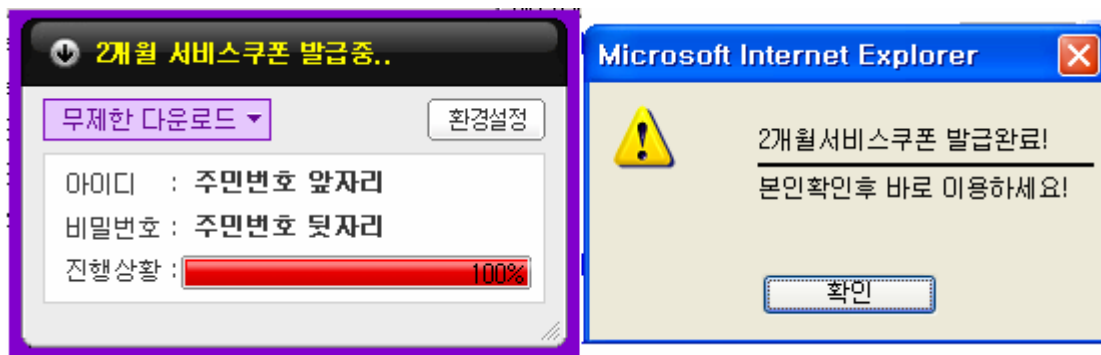 2개월 서비스쿠폰 발급중..
무제한 다운로드
환경설정
아이디 : 주민번호 앞자리
비밀번호 : 주민번호 뒷자리
진행상황 : 100%
Microsoft Internet Explorer
2개월서비스쿠폰 발급완료!
본인확인후 바로 이용하세요!
확인